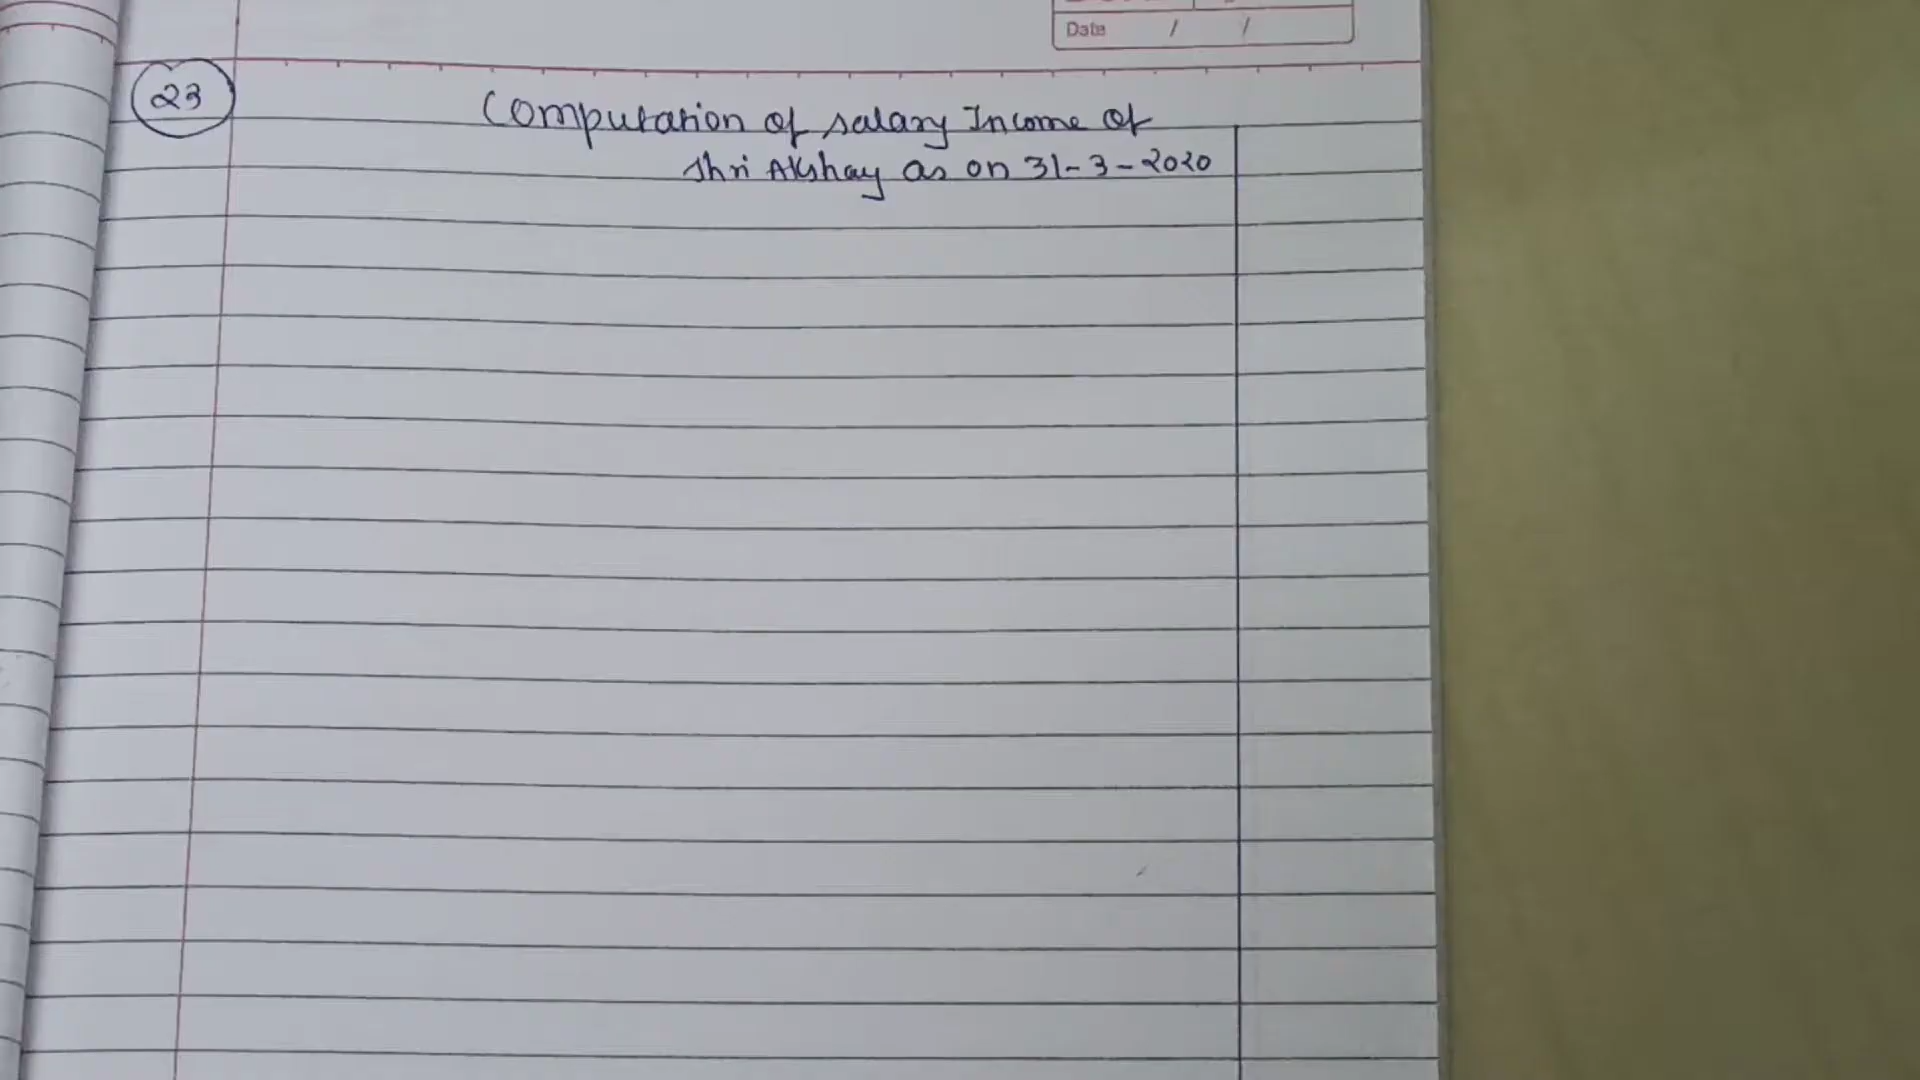 Date / /
23
Computation of salary Income of
Shri Akshay as on 31-3-2020